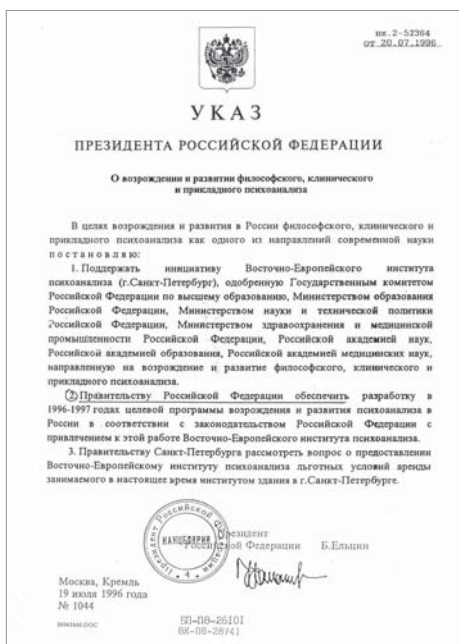 вх.2-52364
от 20.07.1996
УКАЗ
ПРЕЗИДЕНТА РОССИЙСКОЙ ФЕДЕРАЦИИ
О возрождении и развитии философского, клинического
и прикладного психоанализа
В целях возрождения и развития в России философского, клинического и
прикладного психоанализа как одного из направлений современной науки
постановляю:
1. Поддержать инициативу Восточно-Европейского института
психоанализа (г.Санкт-Петербург), одобренную Государственным комитетом
Российской Федерации по высшему образованию, Министерством образования
Российской Федерации, Министерством науки и технической политики
Российской Федерации, Министерством здравоохранения и медицинской
промышленности Российской Федерации, Российской академией наук,
Российской академией образования, Российской академией медицинских наук,
направленную на возрождение и развитие философского, клинического и
прикладного психоанализа.
2. Правительству Российской Федерации обеспечить разработку в
1996-1997 годах целевой программы возрождения и развития психоанализа в
России в соответствии с законодательством Российской Федерации с
привлечением к этой работе Восточно-Европейского института психоанализа.
3. Правительству Санкт-Петербурга рассмотреть вопрос о предоставлении
Восточно-Европейскому институту психоанализа льготных условий аренды
занимаемого в настоящее время институтом здания в г.Санкт-Петербурге.
Президент
Российской Федерации Б.Ельцин
Президент Российской Федерации
КАНЦЕЛЯРИЯ
4
Москва, Кремль
19 июля 1996 года
№ 1044
БП-П8-26101
ВК-П8-28741